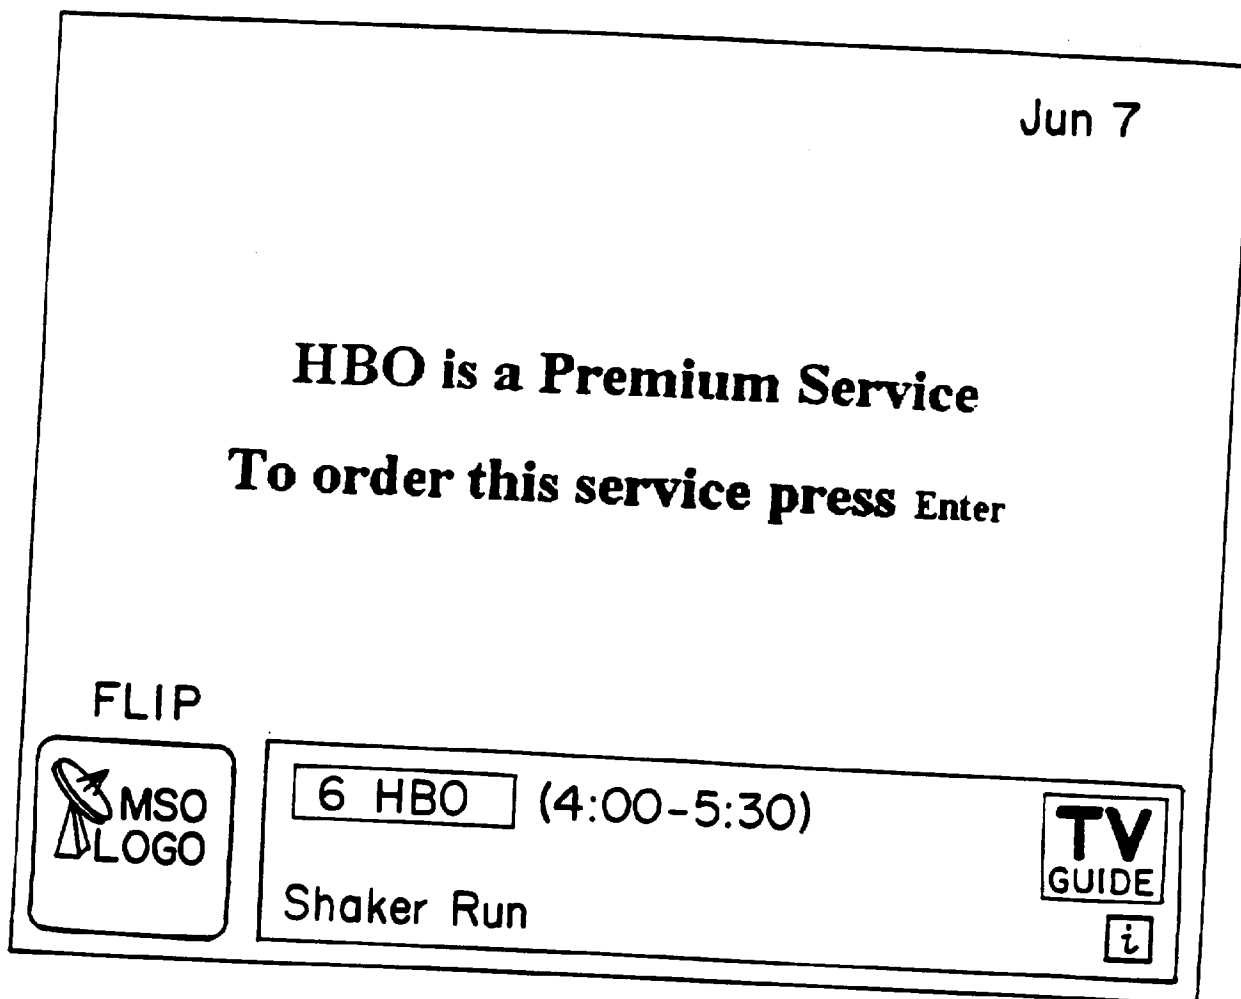 Jun 7
HBO is a Premium Service
To order this service press Enter
FLIP
MSO
LOGO
6 HBO (4:00-5:30)
Shaker Run
TV
GUIDE
i